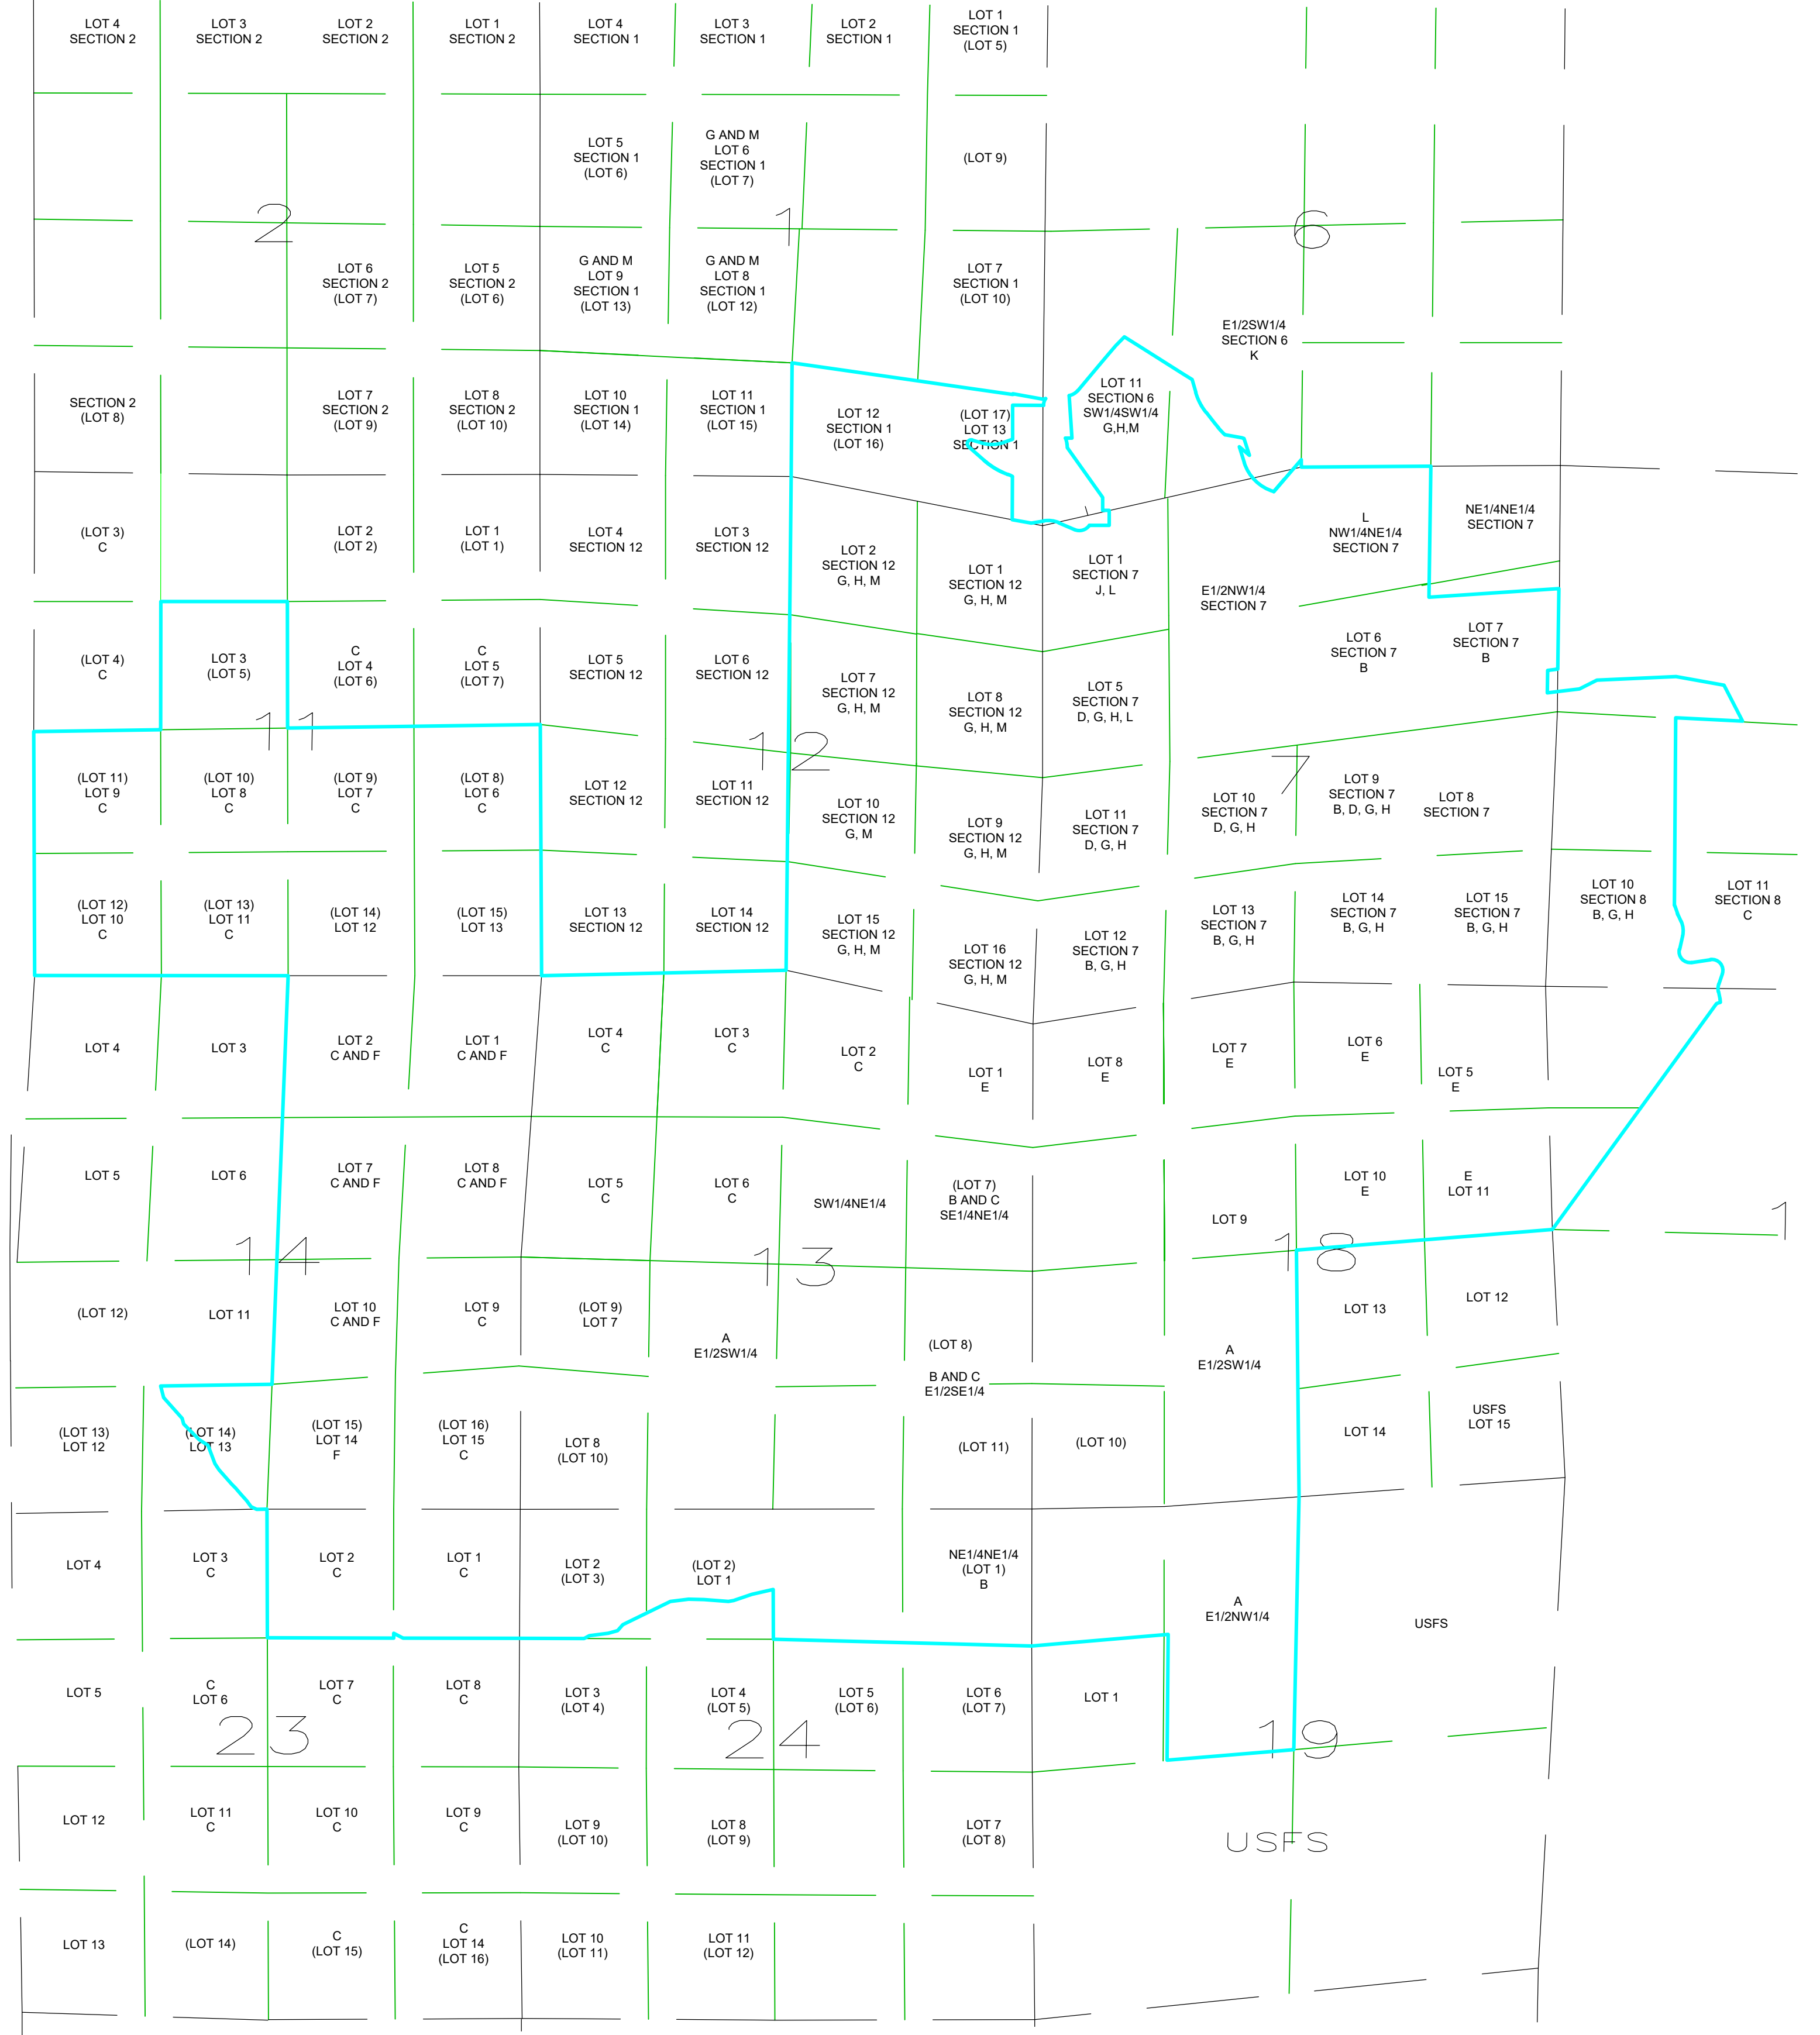 LOT 4
SECTION 2
LOT 3
SECTION 2
LOT 2
SECTION 2
LOT 1
SECTION 2
LOT 4
SECTION 1
LOT 3
SECTION 1
LOT 2
SECTION 1
LOT 1
SECTION 1
(LOT 5)
LOT 5
SECTION 1
(LOT 6)
G AND M
LOT 6
SECTION 1
(LOT 7)
(LOT 9)
2
1
6
LOT 6
SECTION 2
(LOT 7)
LOT 5
SECTION 2
(LOT 6)
G AND M
LOT 9
SECTION 1
(LOT 13)
G AND M
LOT 8
SECTION 1
(LOT 12)
LOT 7
SECTION 1
(LOT 10)
E1/2SW1/4
SECTION 6
K
SECTION 2
(LOT 8)
LOT 7
SECTION 2
(LOT 9)
LOT 8
SECTION 2
(LOT 10)
LOT 10
SECTION 1
(LOT 14)
LOT 11
SECTION 1
(LOT 15)
LOT 12
SECTION 1
(LOT 16)
(LOT 17)
LOT 13
SECTION 1
LOT 11
SECTION 6
SW1/4SW1/4
G,H,M
(LOT 3)
C
LOT 2
(LOT 2)
LOT 1
(LOT 1)
LOT 4
SECTION 12
LOT 3
SECTION 12
LOT 2
SECTION 12
G, H, M
LOT 1
SECTION 12
G, H, M
LOT 1
SECTION 7
J, L
E1/2NW1/4
SECTION 7
L
NW1/4NE1/4
SECTION 7
NE1/4NE1/4
SECTION 7
(LOT 4)
C
LOT 3
(LOT 5)
C
LOT 4
(LOT 6)
C
LOT 5
(LOT 7)
LOT 5
SECTION 12
LOT 6
SECTION 12
LOT 7
SECTION 12
G, H, M
LOT 8
SECTION 12
G, H, M
LOT 5
SECTION 7
D, G, H, L
LOT 6
SECTION 7
B
LOT 7
SECTION 7
B
11
12
7
(LOT 11)
LOT 9
C
(LOT 10)
LOT 8
C
(LOT 9)
LOT 7
C
(LOT 8)
LOT 6
C
LOT 12
SECTION 12
LOT 11
SECTION 12
LOT 10
SECTION 12
G, M
LOT 9
SECTION 12
G, H, M
LOT 11
SECTION 7
D, G, H
LOT 10
SECTION 7
D, G, H
LOT 9
SECTION 7
B, D, G, H
LOT 8
SECTION 7
(LOT 12)
LOT 10
C
(LOT 13)
LOT 11
C
(LOT 14)
LOT 12
(LOT 15)
LOT 13
LOT 13
SECTION 12
LOT 14
SECTION 12
LOT 15
SECTION 12
G, H, M
LOT 16
SECTION 12
G, H, M
LOT 12
SECTION 7
B, G, H
LOT 13
SECTION 7
B, G, H
LOT 14
SECTION 7
B, G, H
LOT 15
SECTION 7
B, G, H
LOT 10
SECTION 8
B, G, H
LOT 11
SECTION 8
C
LOT 4
LOT 3
LOT 2
C AND F
LOT 1
C AND F
LOT 4
C
LOT 3
C
LOT 2
C
LOT 1
E
LOT 8
E
LOT 7
E
LOT 6
E
LOT 5
E
LOT 5
LOT 6
LOT 7
C AND F
LOT 8
C AND F
LOT 5
C
LOT 6
C
SW1/4NE1/4
(LOT 7)
B AND C
SE1/4NE1/4
LOT 9
LOT 10
E
E
LOT 11
14
13
18
1
(LOT 12)
LOT 11
LOT 10
C AND F
LOT 9
C
(LOT 9)
LOT 7
A
E1/2SW1/4
(LOT 8)
B AND C
E1/2SE1/4
A
E1/2SW1/4
LOT 13
LOT 12
(LOT 13)
LOT 12
(LOT 14)
LOT 13
(LOT 15)
LOT 14
F
(LOT 16)
LOT 15
C
LOT 8
(LOT 10)
(LOT 11)
(LOT 10)
LOT 14
USFS
LOT 15
LOT 4
LOT 3
C
LOT 2
C
LOT 1
C
LOT 2
(LOT 3)
(LOT 2)
LOT 1
NE1/4NE1/4
(LOT 1)
B
A
E1/2NW1/4
USFS
LOT 5
C
LOT 6
LOT 7
C
LOT 8
C
LOT 3
(LOT 4)
LOT 4
(LOT 5)
LOT 5
(LOT 6)
LOT 6
(LOT 7)
LOT 1
23
24
19
LOT 12
LOT 11
C
LOT 10
C
LOT 9
C
LOT 9
(LOT 10)
LOT 8
(LOT 9)
LOT 7
(LOT 8)
USFS
LOT 13
(LOT 14)
C
(LOT 15)
C
LOT 14
(LOT 16)
LOT 10
(LOT 11)
LOT 11
(LOT 12)